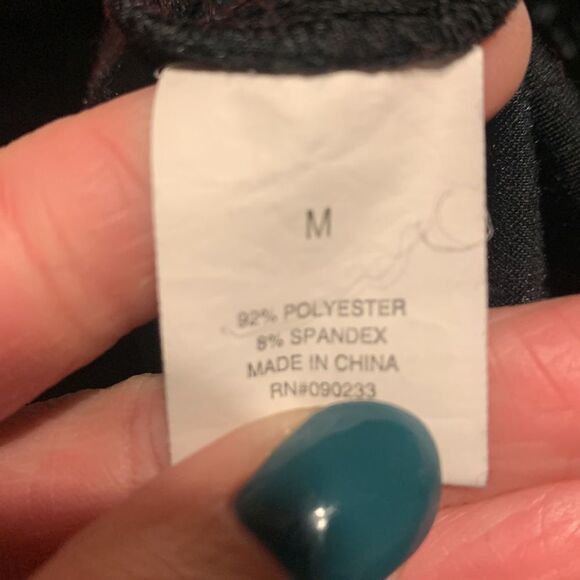 M
92% POLYESTER
8% SPANDEX
MADE IN CHINA
RN#090233